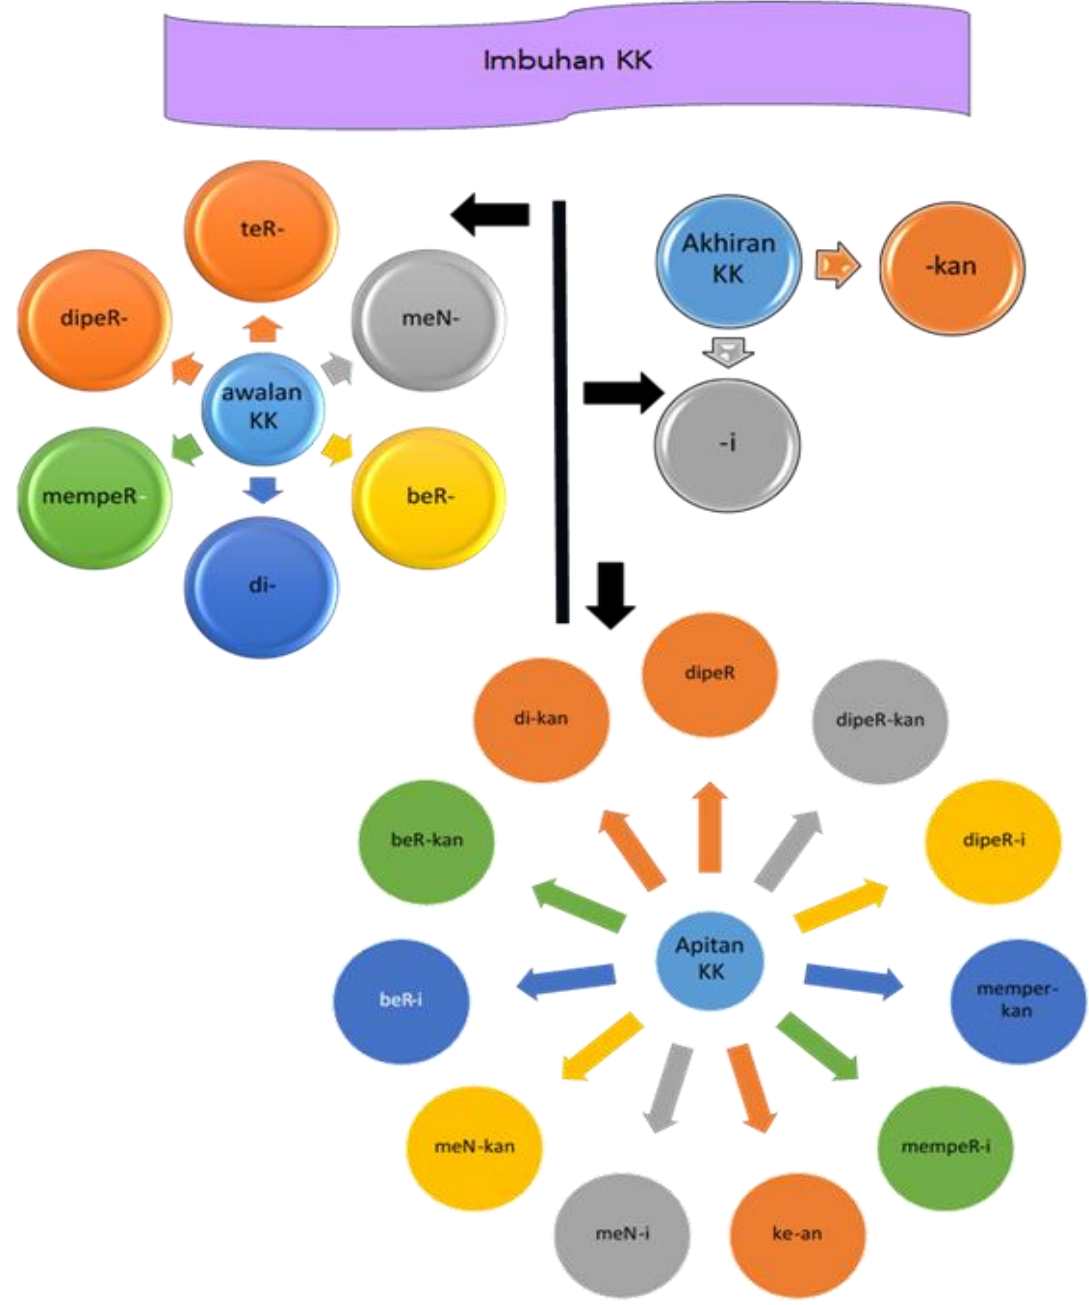 Imbuhan KK
teR-
dipeR-
meN-
awalan
KK
mempeR-
beR-
di-
Akhiran
KK
-kan
-i
dipeR
di-kan
dipeR-kan
beR-kan
dipeR-i
Apitan
KK
beR-i
memper-
kan
meN-kan
mempeR-i
meN-i
ke-an